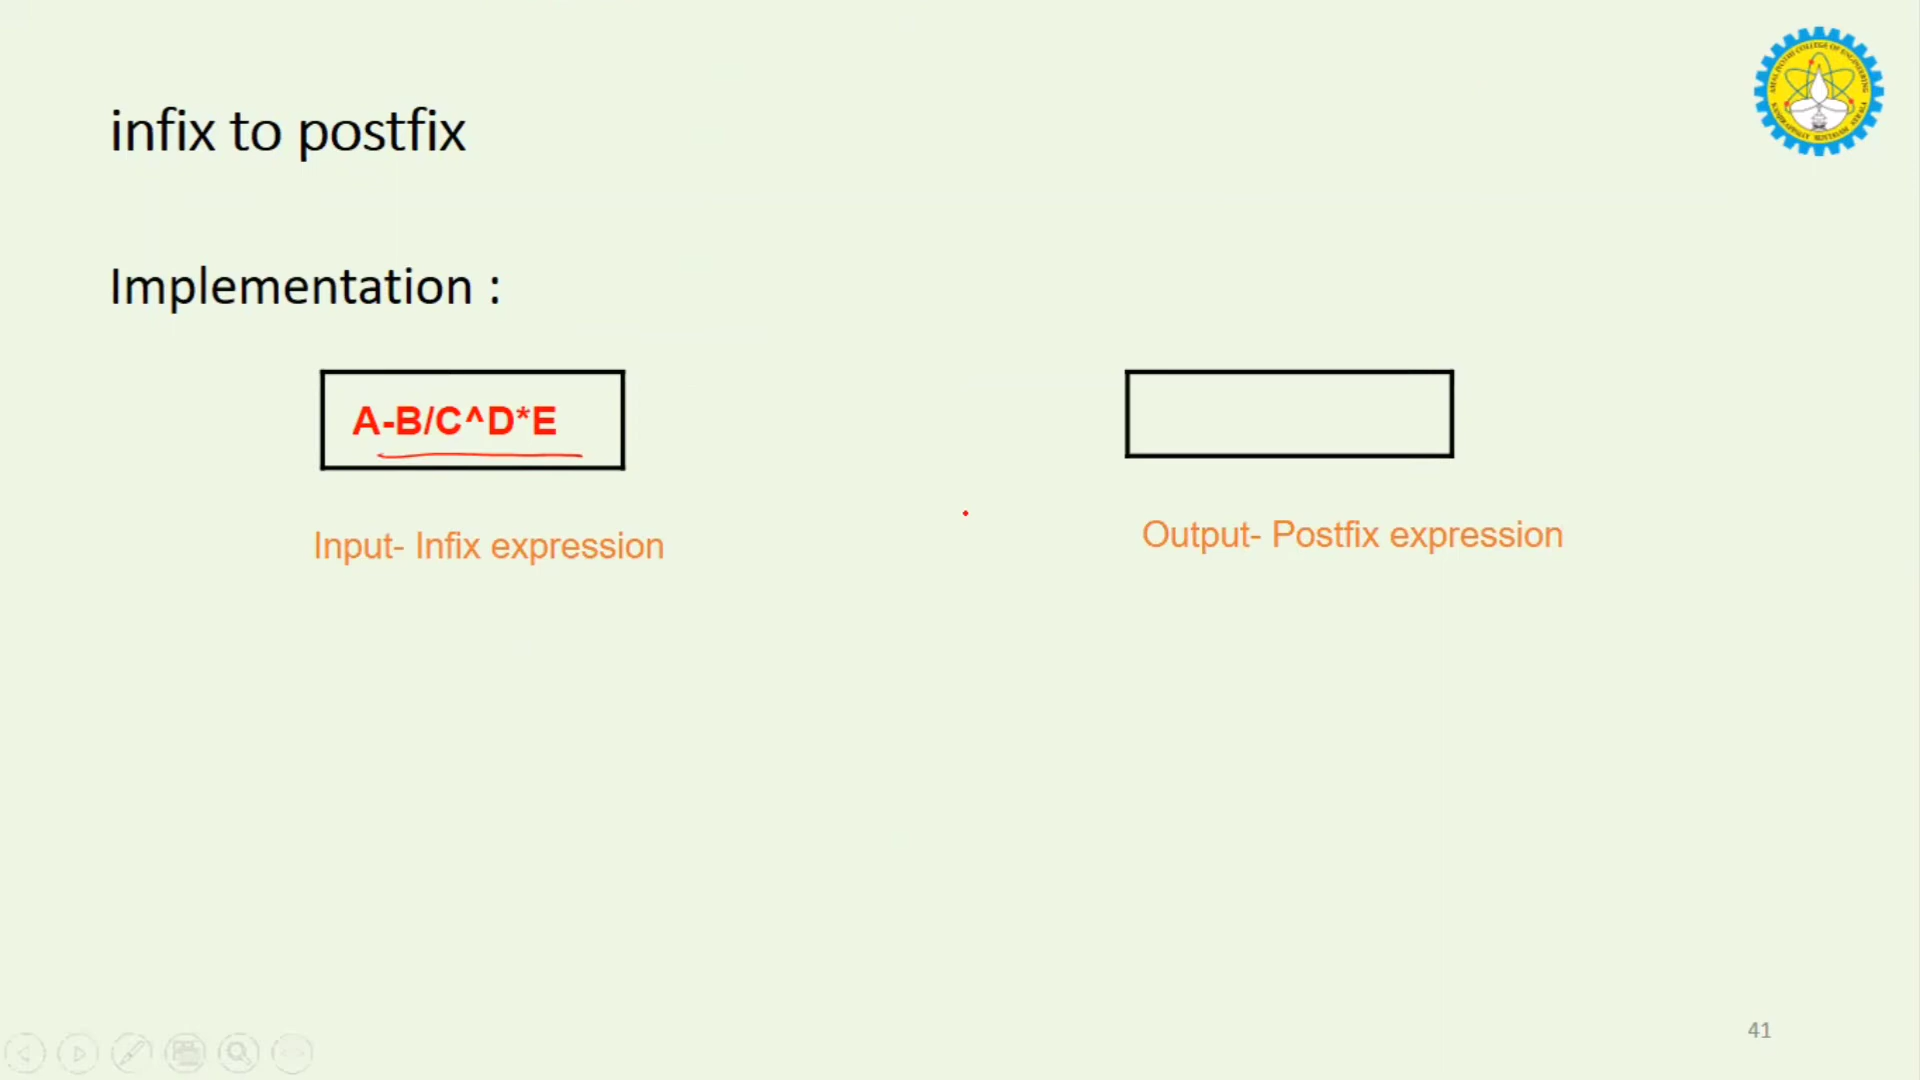 infix to postfix
Implementation :
A-B/C^D*E
Input- Infix expression
Output- Postfix expression
41